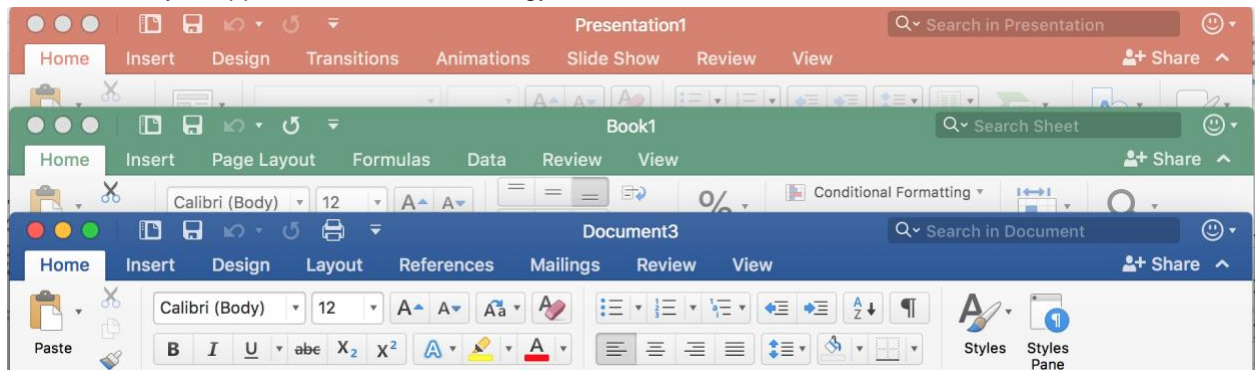 Presentation1 Search in Presentation
Home Insert Design Transitions Animations Slide Show Review View Share
Book1 Search Sheet
Home Insert Page Layout Formulas Data Review View Share
Calibri (Body) 12 A A % Conditional Formatting
Document3 Search in Document
Home Insert Design Layout References Mailings Review View Share
Calibri (Body) 12 A A Aa A A Z ¶ A ¶
Paste B I U abc X2 X2 A A Styles Styles
Pane